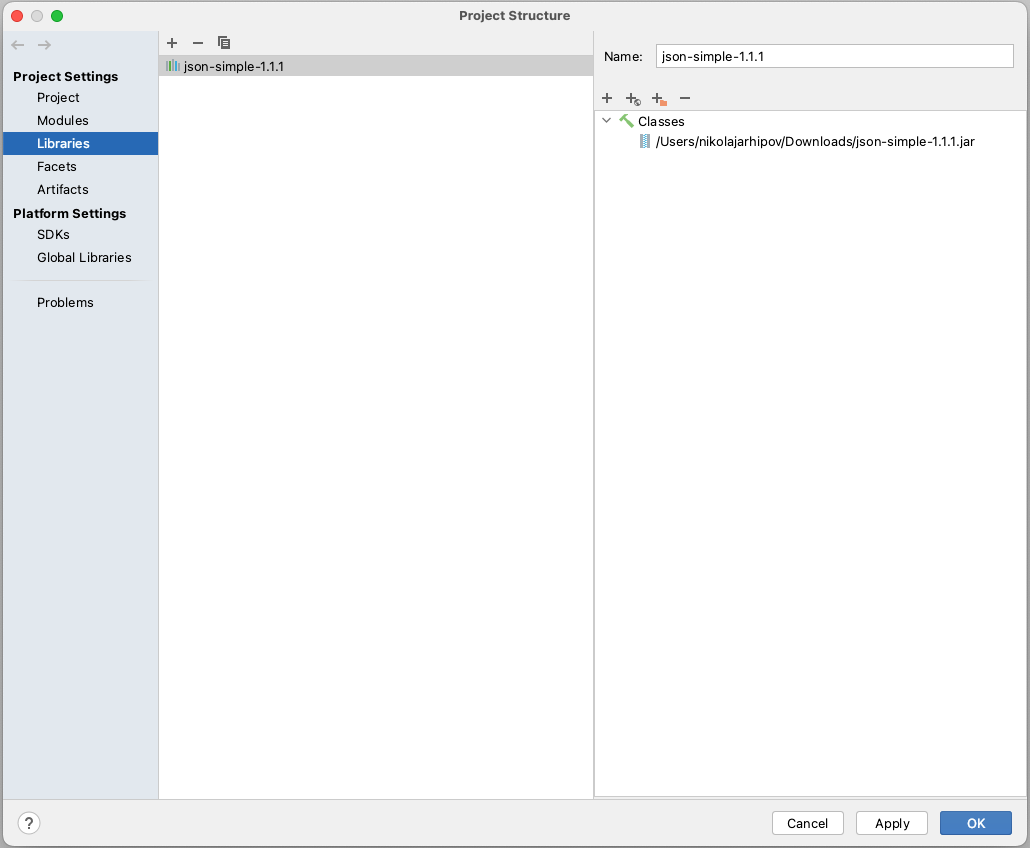 Project Structure
Project Settings
Project
Modules
Libraries
Facets
Artifacts
Platform Settings
SDKs
Global Libraries
Problems
json-simple-1.1.1
Name: json-simple-1.1.1
Classes
/Users/nikolajarhipov/Downloads/json-simple-1.1.1.jar
? Cancel Apply OK